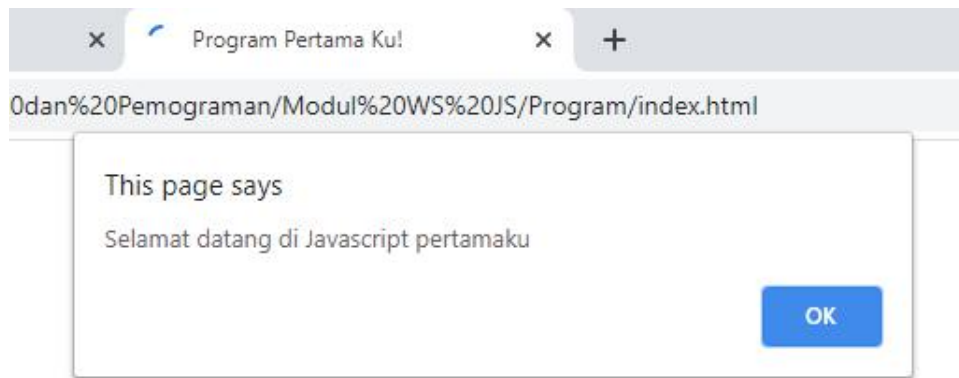 Program Pertama Ku!
0dan%20Pemograman/Modul%20WS%20JS/Program/index.html
This page says
Selamat datang di Javascript pertamaku
OK